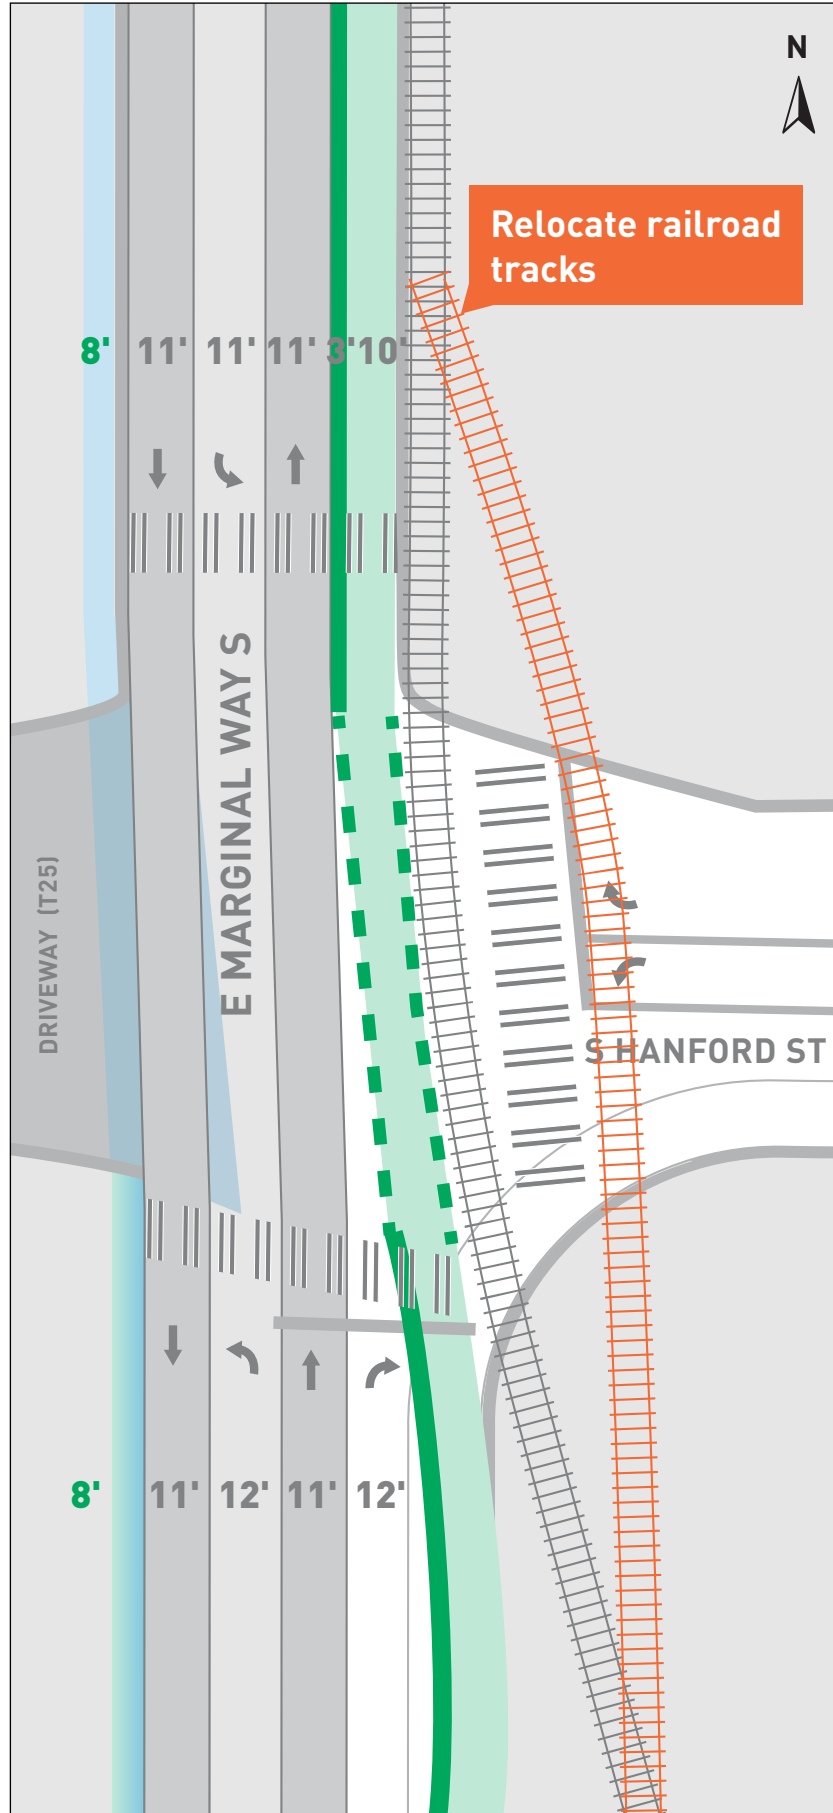 N
Relocate railroad
tracks
8' 11' 11' 11' 3' 10'
E MARGINAL WAY S
DRIVEWAY (T25)
S HANFORD ST
8' 11' 12' 11' 12'